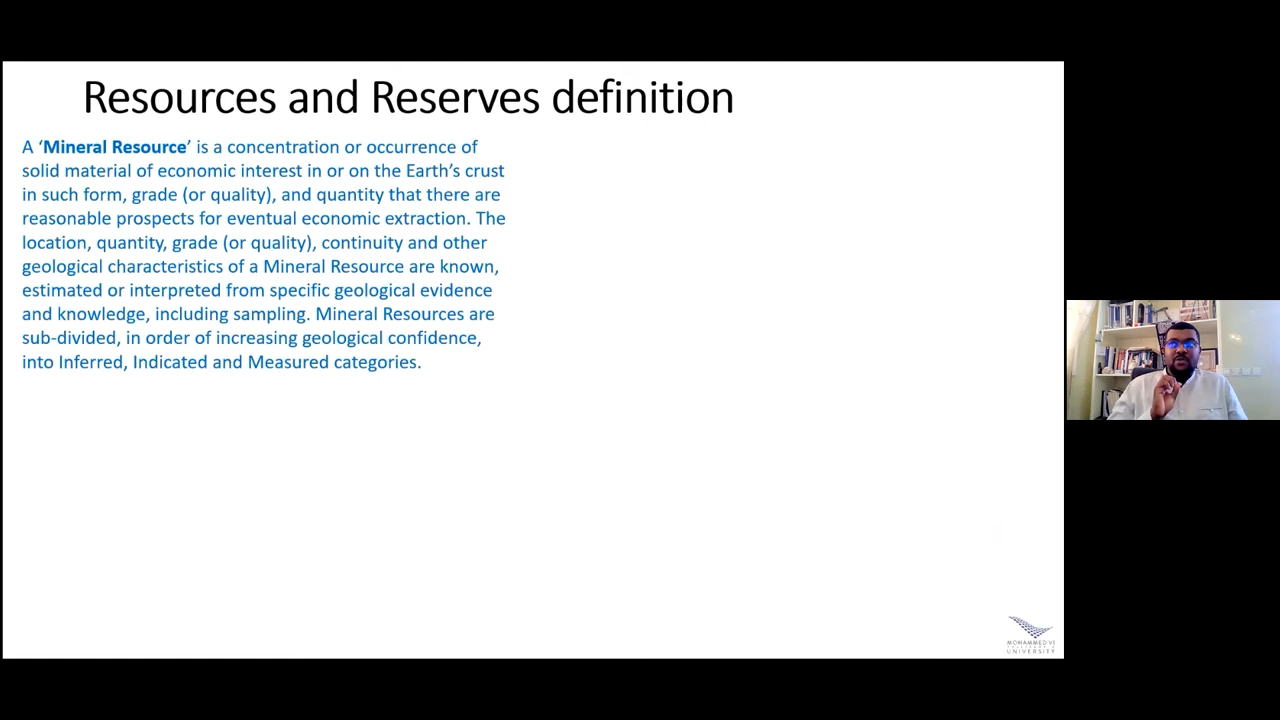 Resources and Reserves definition
A ‘Mineral Resource’ is a concentration or occurrence of
solid material of economic interest in or on the Earth’s crust
in such form, grade (or quality), and quantity that there are
reasonable prospects for eventual economic extraction. The
location, quantity, grade (or quality), continuity and other
geological characteristics of a Mineral Resource are known,
estimated or interpreted from specific geological evidence
and knowledge, including sampling. Mineral Resources are
sub-divided, in order of increasing geological confidence,
into Inferred, Indicated and Measured categories.
MOHAMMED VI
UNIVERSITY